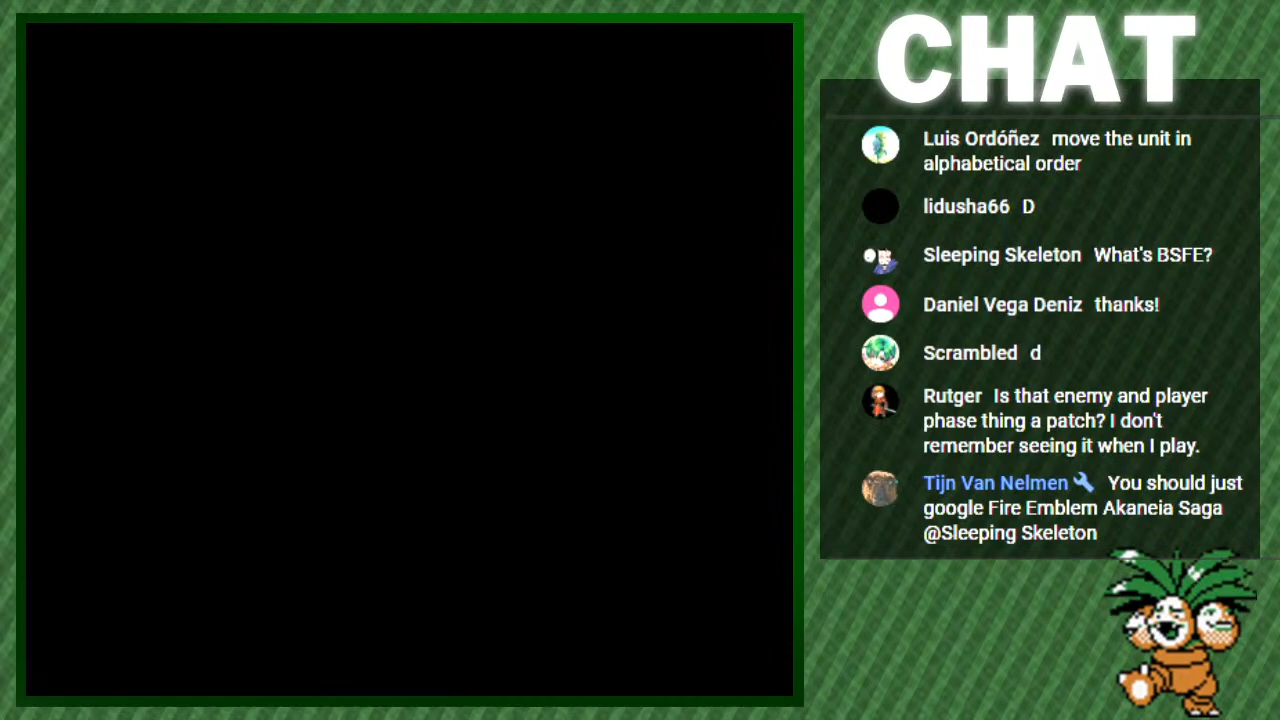 CHAT
Luis Ordóñez move the unit in
alphabetical order
lidusha66 D
Sleeping Skeleton What's BSFE?
Daniel Vega Deniz thanks!
Scrambled d
Rutger Is that enemy and player
phase thing a patch? I don't
remember seeing it when I play.
Tijn Van Nelmen You should just
google Fire Emblem Akaneia Saga
@Sleeping Skeleton